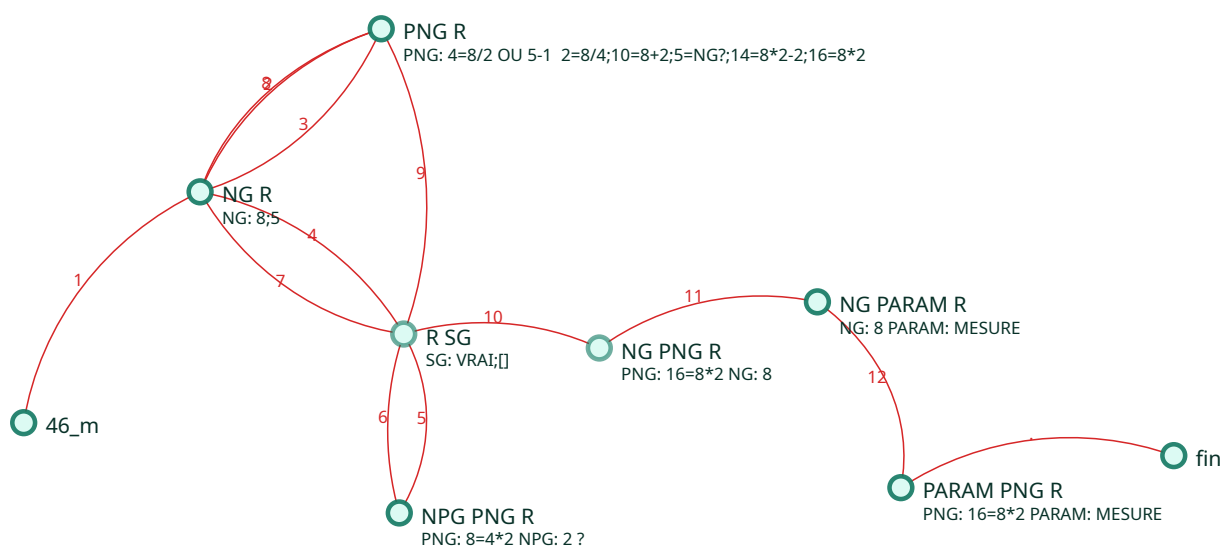 PNG R
PNG: 4=8/2 OU 5-1  2=8/4;10=8+2;5=NG?;14=8*2-2;16=8*2
8
2
3
9
NG R
NG: 8;5
4
1
7
11
NG PARAM R
NG: 8 PARAM: MESURE
10
R SG
SG: VRAI;[]
NG PNG R
PNG: 16=8*2 NG: 8
12
6
5
46_m
fin
PARAM PNG R
PNG: 16=8*2 PARAM: MESURE
NPG PNG R
PNG: 8=4*2 NPG: 2 ?